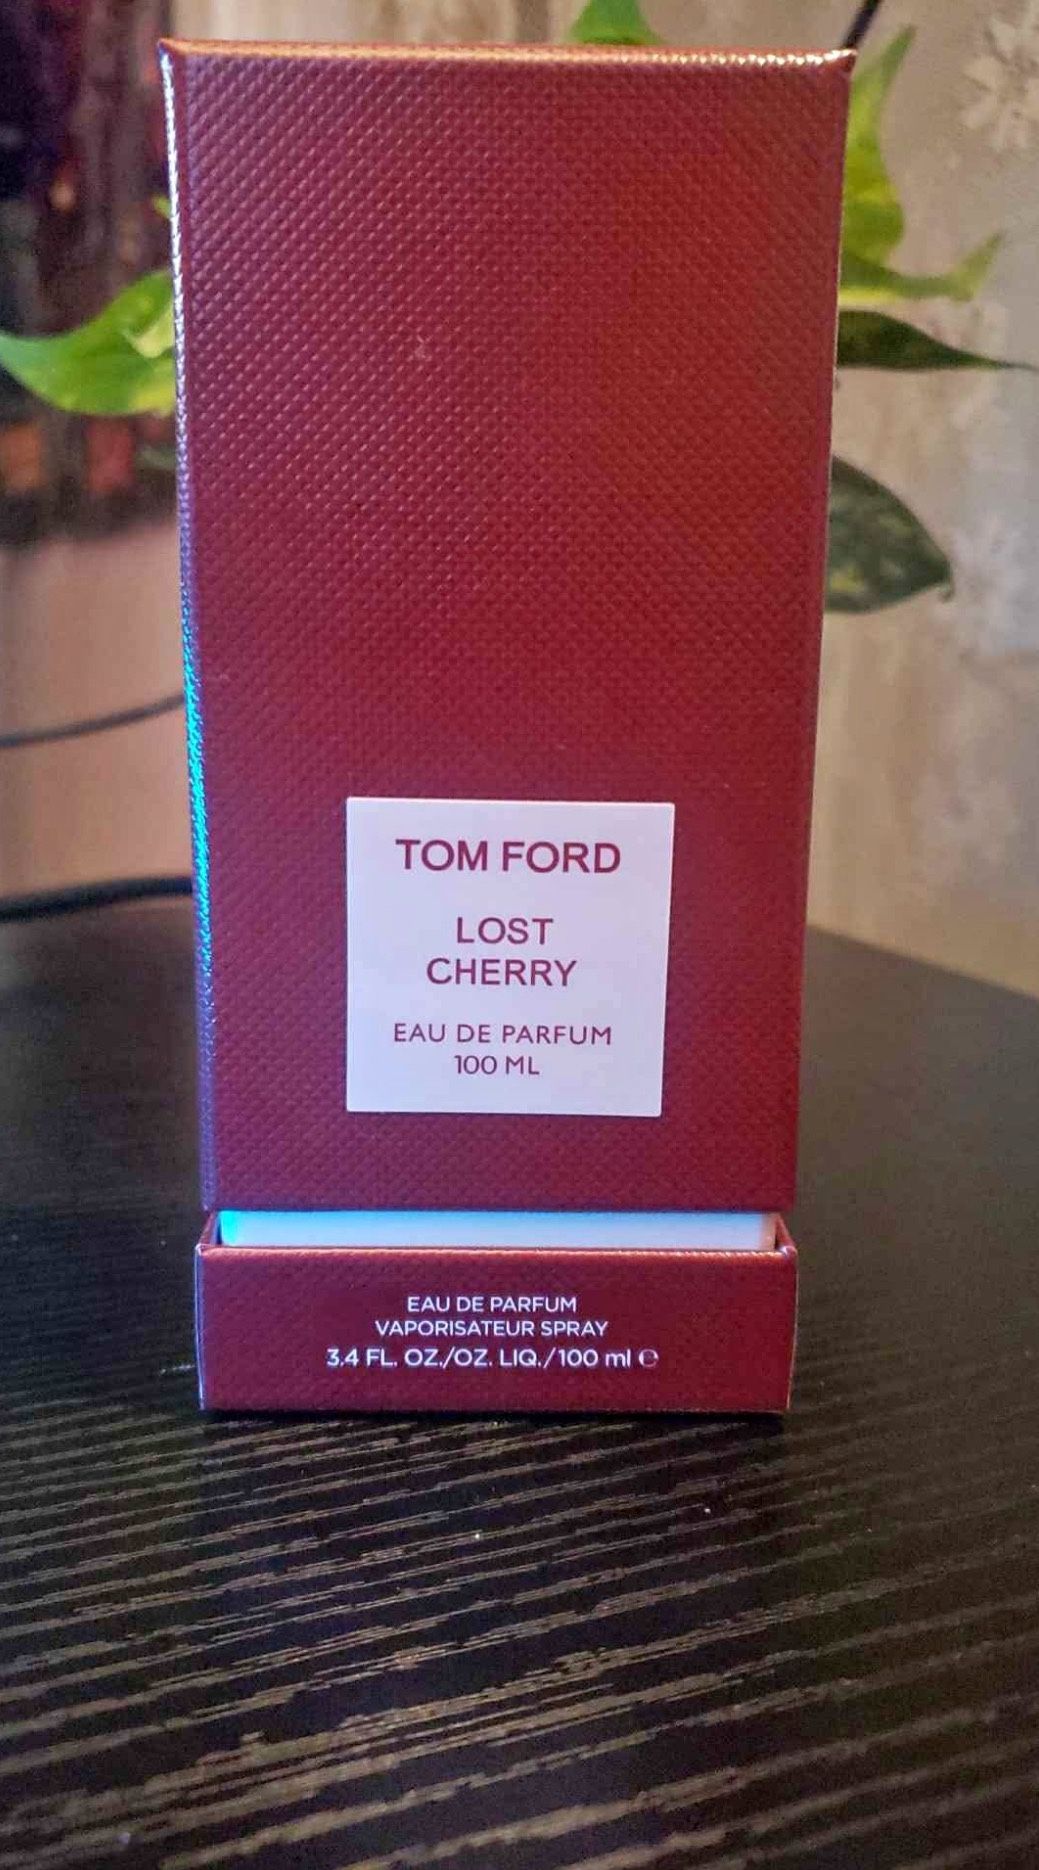 TOM FORD
LOST
CHERRY
EAU DE PARFUM
100 ML
EAU DE PARFUM
VAPORISATEUR SPRAY
3.4 FL. OZ./OZ. LIQ./100 ml ℮